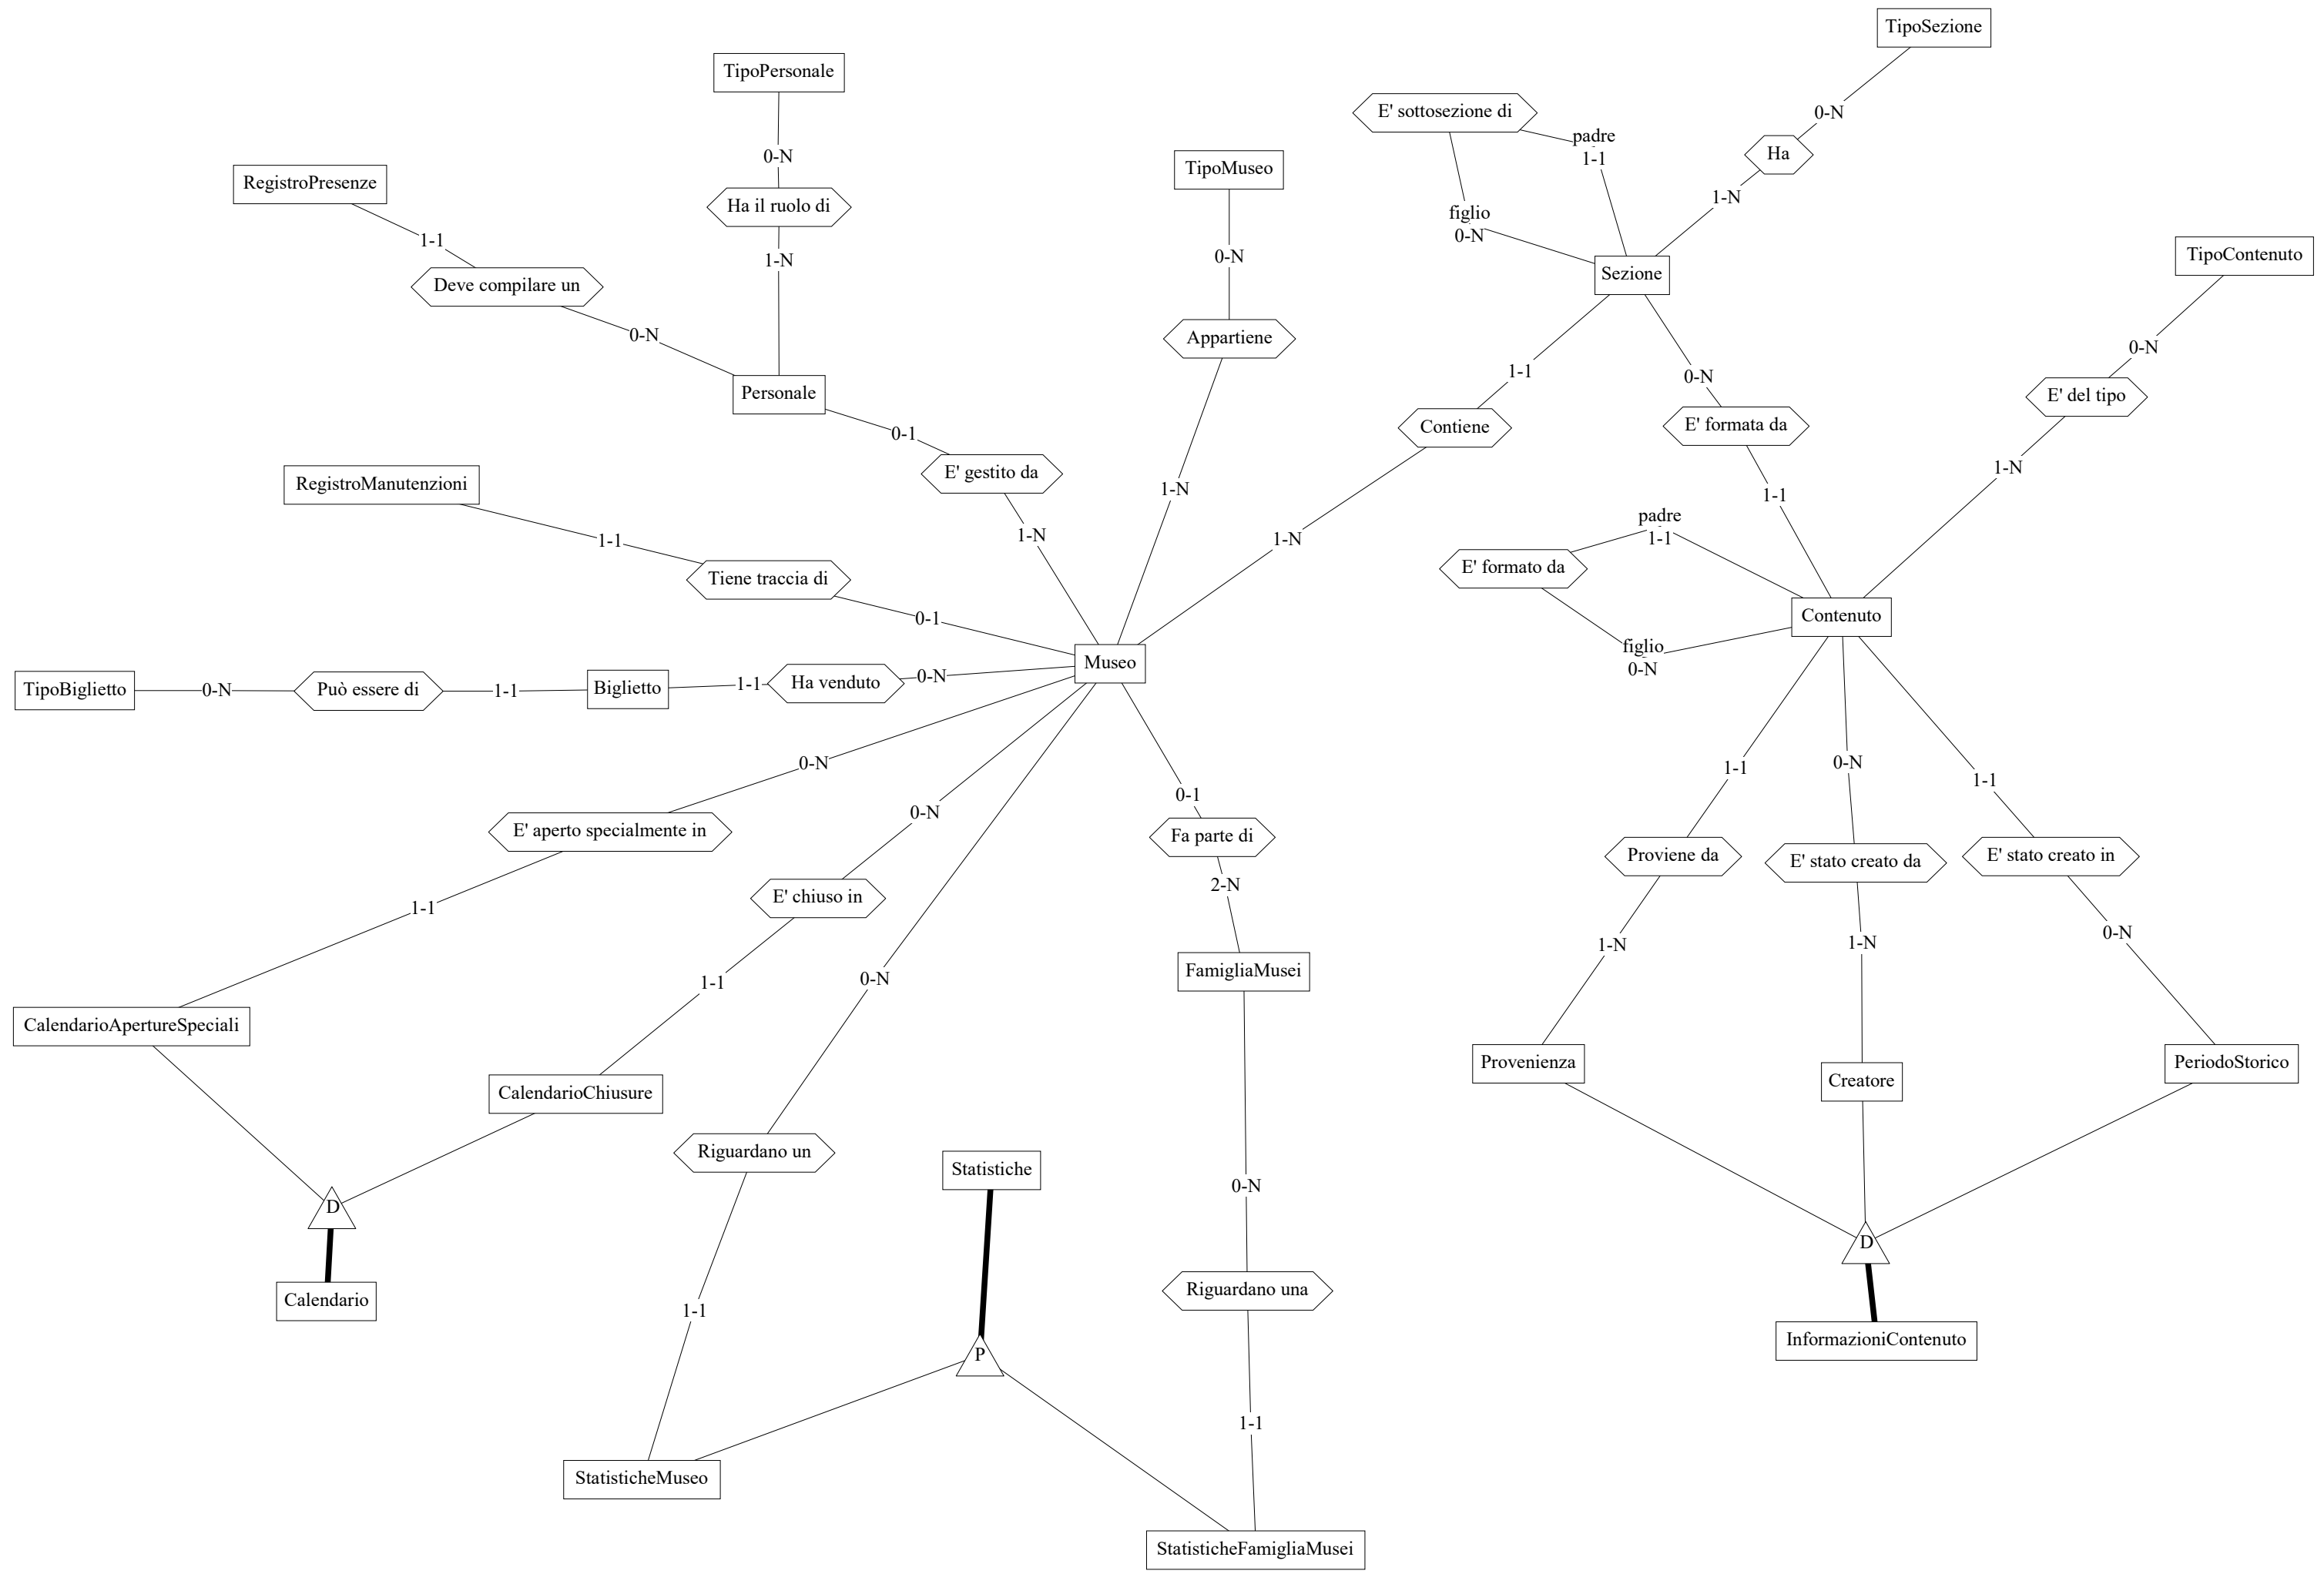 TipoSezione
TipoPersonale
E' sottosezione di
0-N
padre
1-1
Ha
0-N
TipoMuseo
RegistroPresenze
1-N
Ha il ruolo di
figlio
0-N
1-1
0-N
TipoContenuto
1-N
Sezione
Deve compilare un
0-N
Appartiene
0-N
1-1
0-N
Personale
E' del tipo
0-1
Contiene
E' formata da
E' gestito da
1-N
RegistroManutenzioni
1-N
1-1
padre
1-1
1-N
1-N
1-1
E' formato da
Tiene traccia di
0-1
Contenuto
figlio
0-N
Museo
TipoBiglietto
0-N
Può essere di
1-1
Biglietto
1-1
Ha venduto
0-N
0-N
1-1
0-N
1-1
0-1
0-N
E' aperto specialmente in
Fa parte di
Proviene da
E' stato creato da
E' stato creato in
2-N
E' chiuso in
1-1
0-N
1-N
1-N
FamigliaMusei
1-1
0-N
CalendarioApertureSpeciali
Provenienza
Creatore
PeriodoStorico
CalendarioChiusure
Riguardano un
Statistiche
0-N
D
D
Riguardano una
Calendario
1-1
InformazioniContenuto
P
1-1
StatisticheMuseo
StatisticheFamigliaMusei